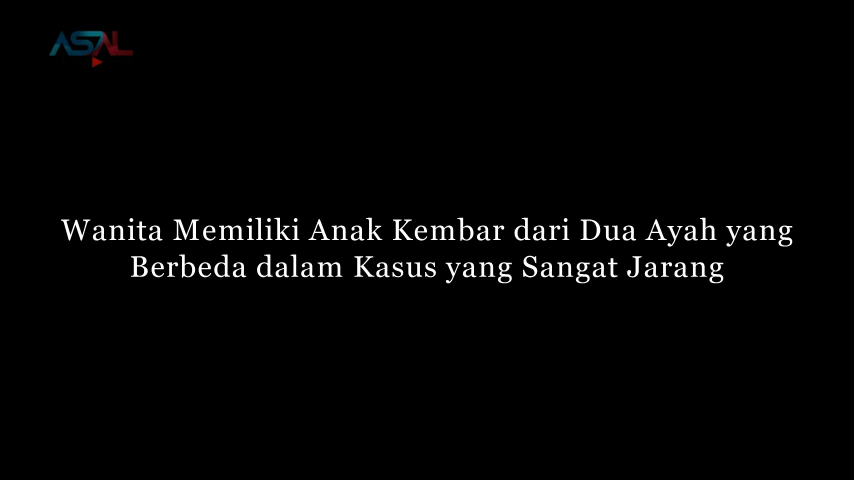 ASAL
Wanita Memiliki Anak Kembar dari Dua Ayah yang
Berbeda dalam Kasus yang Sangat Jarang